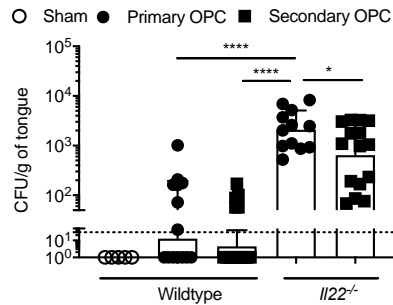 Sham Primary OPC Secondary OPC
**** 
**** *
CFU/g of tongue
10⁵
10⁴
10³
10²
10¹
10⁰
Wildtype Il22⁻/⁻